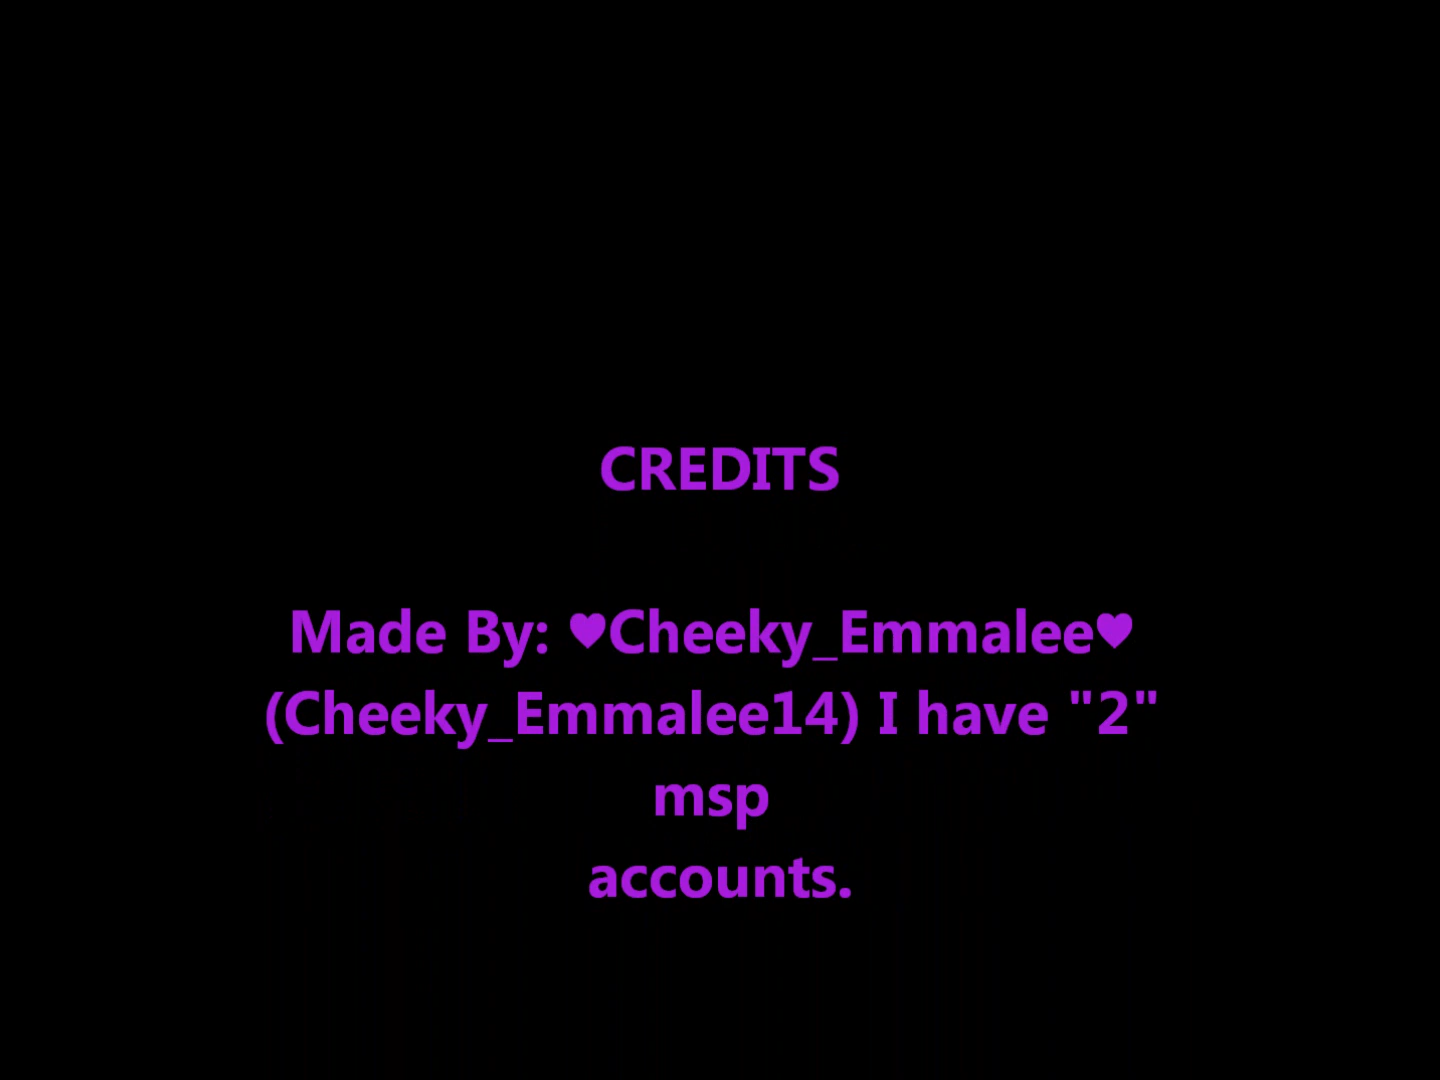 CREDITS
Made By: ♥Cheeky_Emmalee♥
(Cheeky_Emmalee14) I have "2"
msp
accounts.